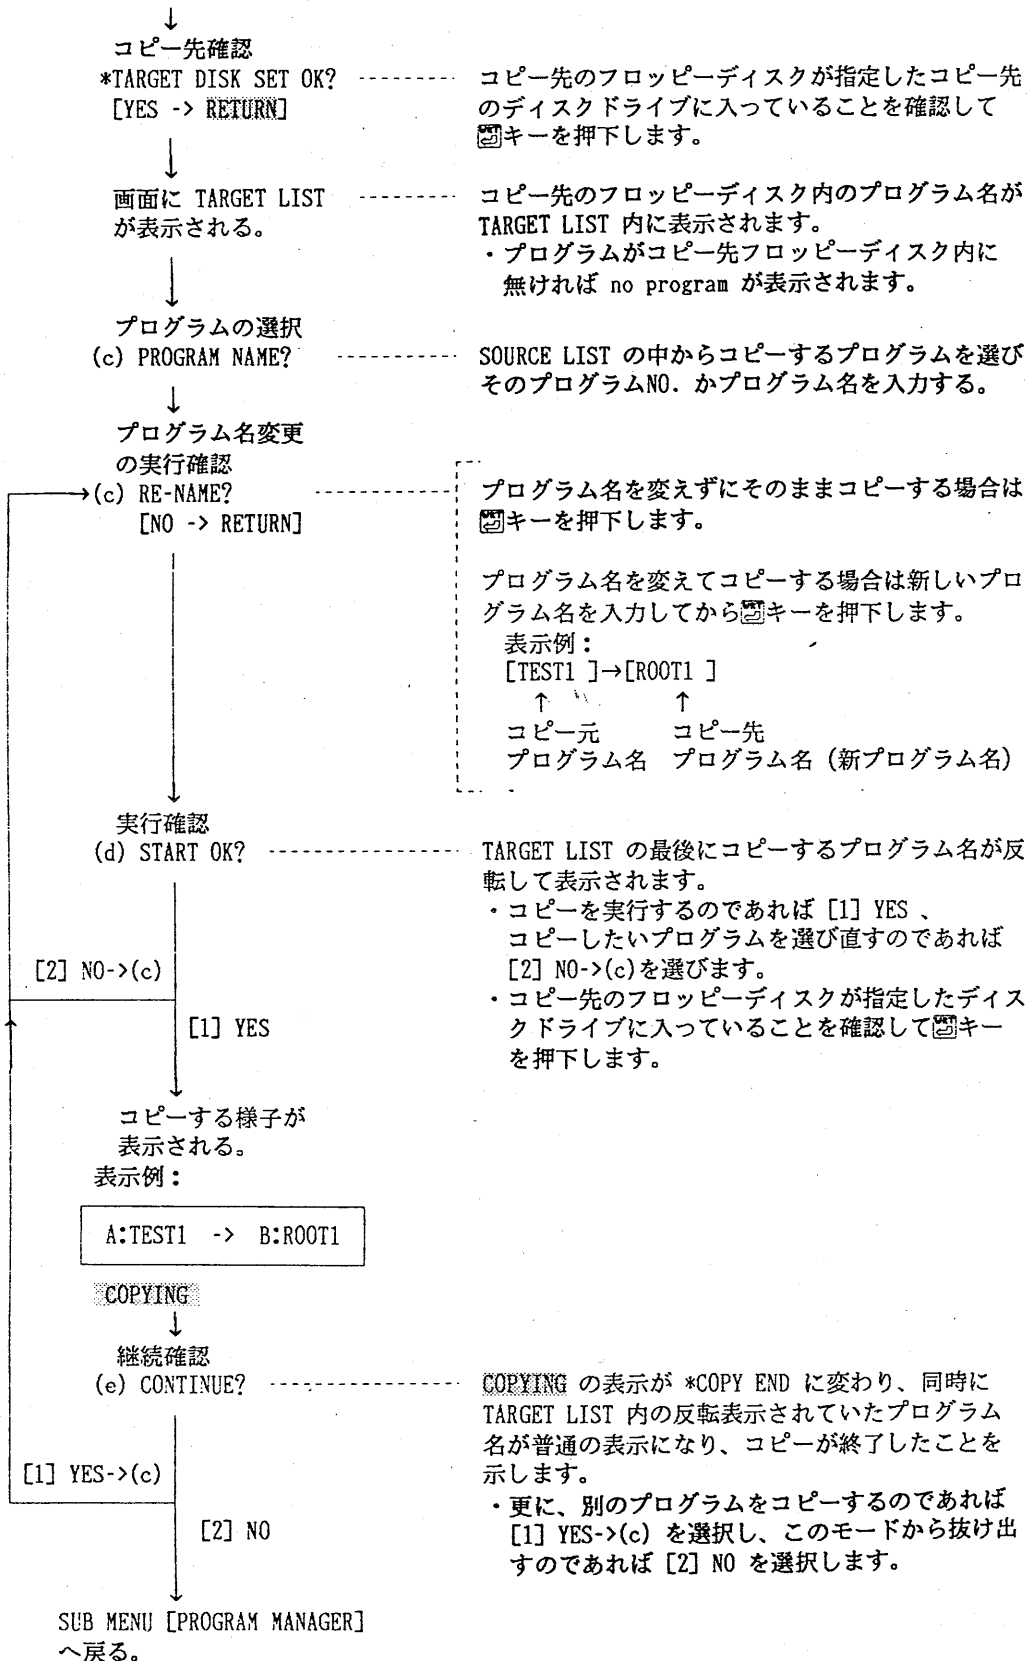 コピー先確認
*TARGET DISK SET OK? コピー先のフロッピーディスクが指定したコピー先
[YES -> RETURN] のディスクドライブに入っていることを確認して
キーを押下します。
画面に TARGET LIST コピー先のフロッピーディスク内のプログラム名が
が表示される。 TARGET LIST 内に表示されます。
・プログラムがコピー先フロッピーディスク内に
無ければ no program が表示されます。
プログラムの選択
(c) PROGRAM NAME? SOURCE LIST の中からコピーするプログラムを選び
そのプログラムNO. かプログラム名を入力する。
プログラム名変更
の実行確認
(c) RE-NAME? プログラム名を変えずにそのままコピーする場合は
[NO -> RETURN] キーを押下します。
プログラム名を変えてコピーする場合は新しいプロ
グラム名を入力してからキーを押下します。
表示例：
[TEST1 ]→[ROOT1 ]
↑ ↑
コピー元 コピー先
プログラム名 プログラム名 (新プログラム名)
実行確認
(d) START OK? TARGET LIST の最後にコピーするプログラム名が反
転して表示されます。
・コピーを実行するのであれば [1] YES 、
コピーしたいプログラムを選び直すのであれば
[2] NO->(c) [2] NO->(c)を選びます。
・コピー先のフロッピーディスクが指定したディス
[1] YES クドライブに入っていることを確認してキー
を押下します。
コピーする様子が
表示される。
表示例：
A:TEST1 -> B:ROOT1
COPYING
継続確認
(e) CONTINUE? COPYING の表示が *COPY END に変わり、同時に
TARGET LIST 内の反転表示されていたプログラム
名が普通の表示になり、コピーが終了したことを
[1] YES->(c) 示します。
・更に、別のプログラムをコピーするのであれば
[2] NO [1] YES->(c) を選択し、このモードから抜け出
すのであれば [2] NO を選択します。
SUB MENU [PROGRAM MANAGER]
へ戻る。